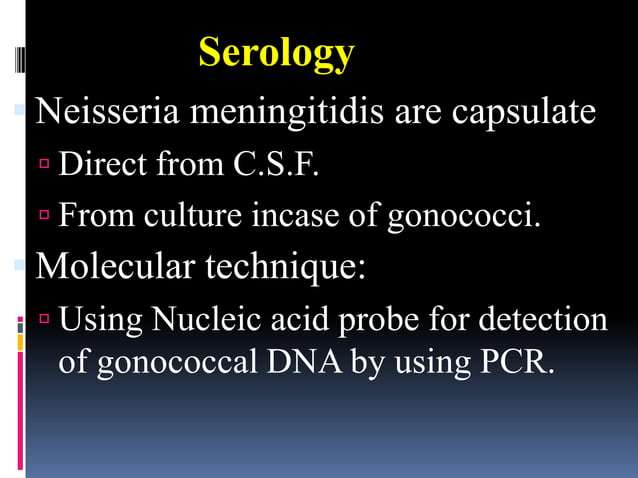 Serology
Neisseria meningitidis are capsulate
Direct from C.S.F.
From culture incase of gonococci.
Molecular technique:
Using Nucleic acid probe for detection
of gonococcal DNA by using PCR.